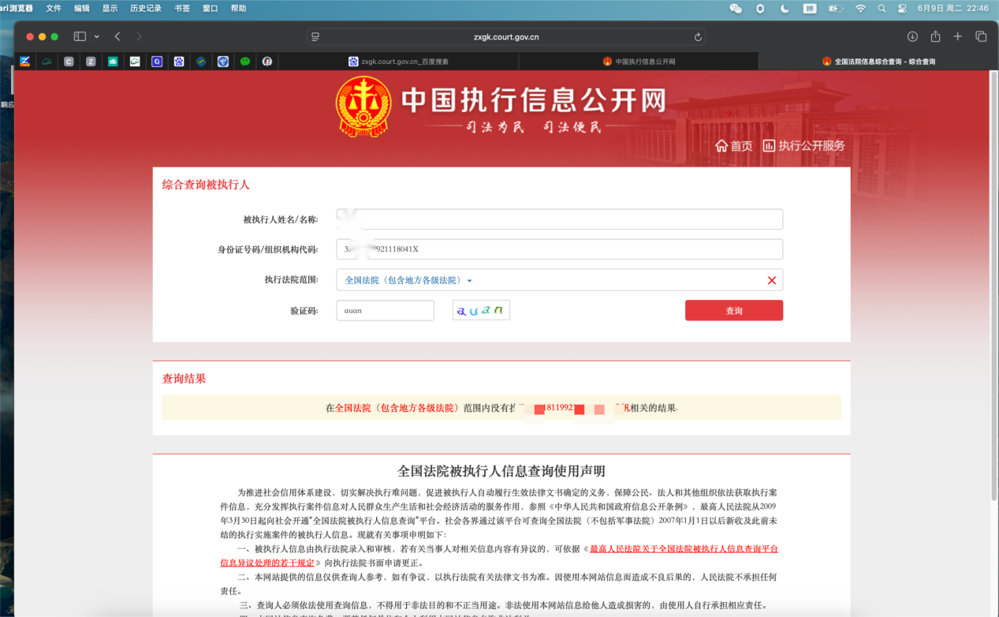 ari浏览器 文件 编辑 显示 历史记录 书签 窗口 帮助 拼 6月9日 周二 22:46
zxgk.court.gov.cn
zxgk.court.gov.cn_百度搜索 中国执行信息公开网 全国法院信息综合查询 - 综合查询
响应
中国执行信息公开网
司法为民 司法便民
首页 执行公开服务
综合查询被执行人
被执行人姓名/名称:
身份证号码/组织机构代码: 921118041X
执行法院范围: 全国法院（包含地方各级法院）
验证码: auan auan 查询
查询结果
在全国法院（包含地方各级法院）范围内没有 相关的结果.
全国法院被执行人信息查询使用声明
为推进社会信用体系建设，切实解决执行难问题，促进被执行人自动履行生效法律文书确定的义务，保障公民、法人和其他组织依法获取执行案
件信息，充分发挥执行案件信息对人民群众生产生活和社会经济活动的服务作用，参照《中华人民共和国政府信息公开条例》，最高人民法院从2009
年3月30日起向社会开通“全国法院被执行人信息查询”平台。社会各界通过该平台可查询全国法院（不包括军事法院）2007年1月1日以后新收及此前未
结的执行实施案件的被执行人信息。现就有关事项申明如下：
一、被执行人信息由执行法院录入和审核，若有关当事人对相关信息内容有异议的，可依据《最高人民法院关于全国法院被执行人信息查询平台
信息异议处理的若干规定》向执行法院书面申请更正。
二、本网站提供的信息仅供查询人参考，如有争议，以执行法院有关法律文书为准。因使用本网站信息而造成不良后果的，人民法院不承担任何
责任。
三、查询人必须依法使用查询信息，不得用于非法目的和不正当用途。非法使用本网站信息给他人造成损害的，由使用人自行承担相应责任。